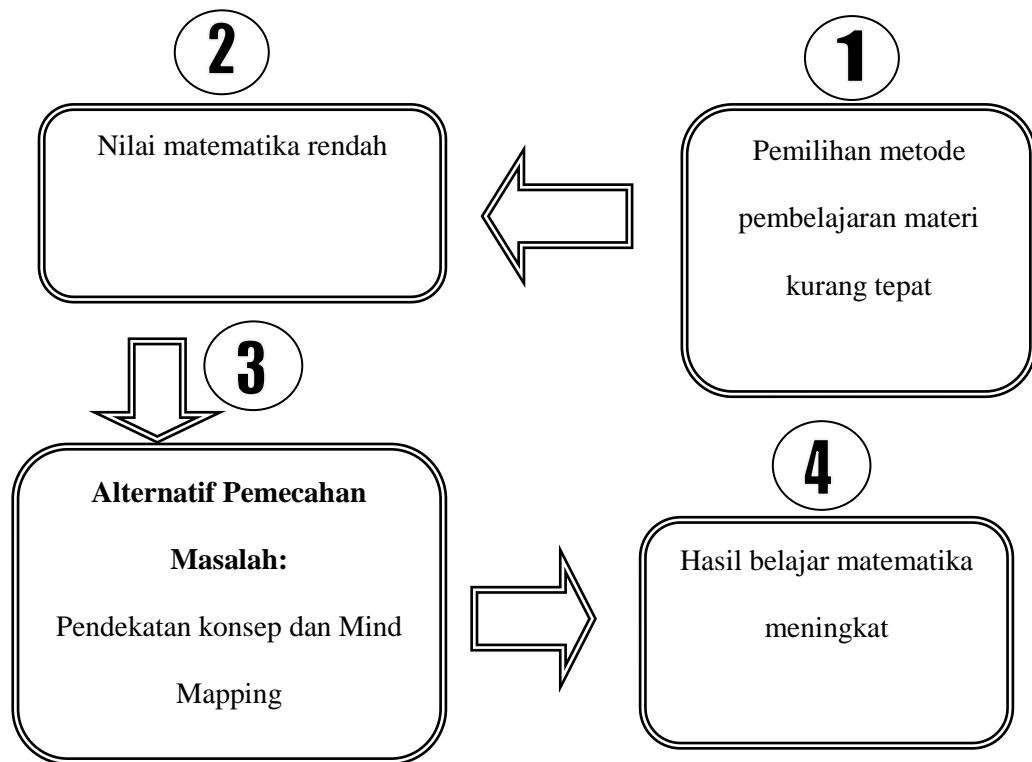 1
Pemilihan metode
pembelajaran materi
kurang tepat
2
Nilai matematika rendah
3
Alternatif Pemecahan
Masalah:
Pendekatan konsep dan Mind
Mapping
4
Hasil belajar matematika
meningkat